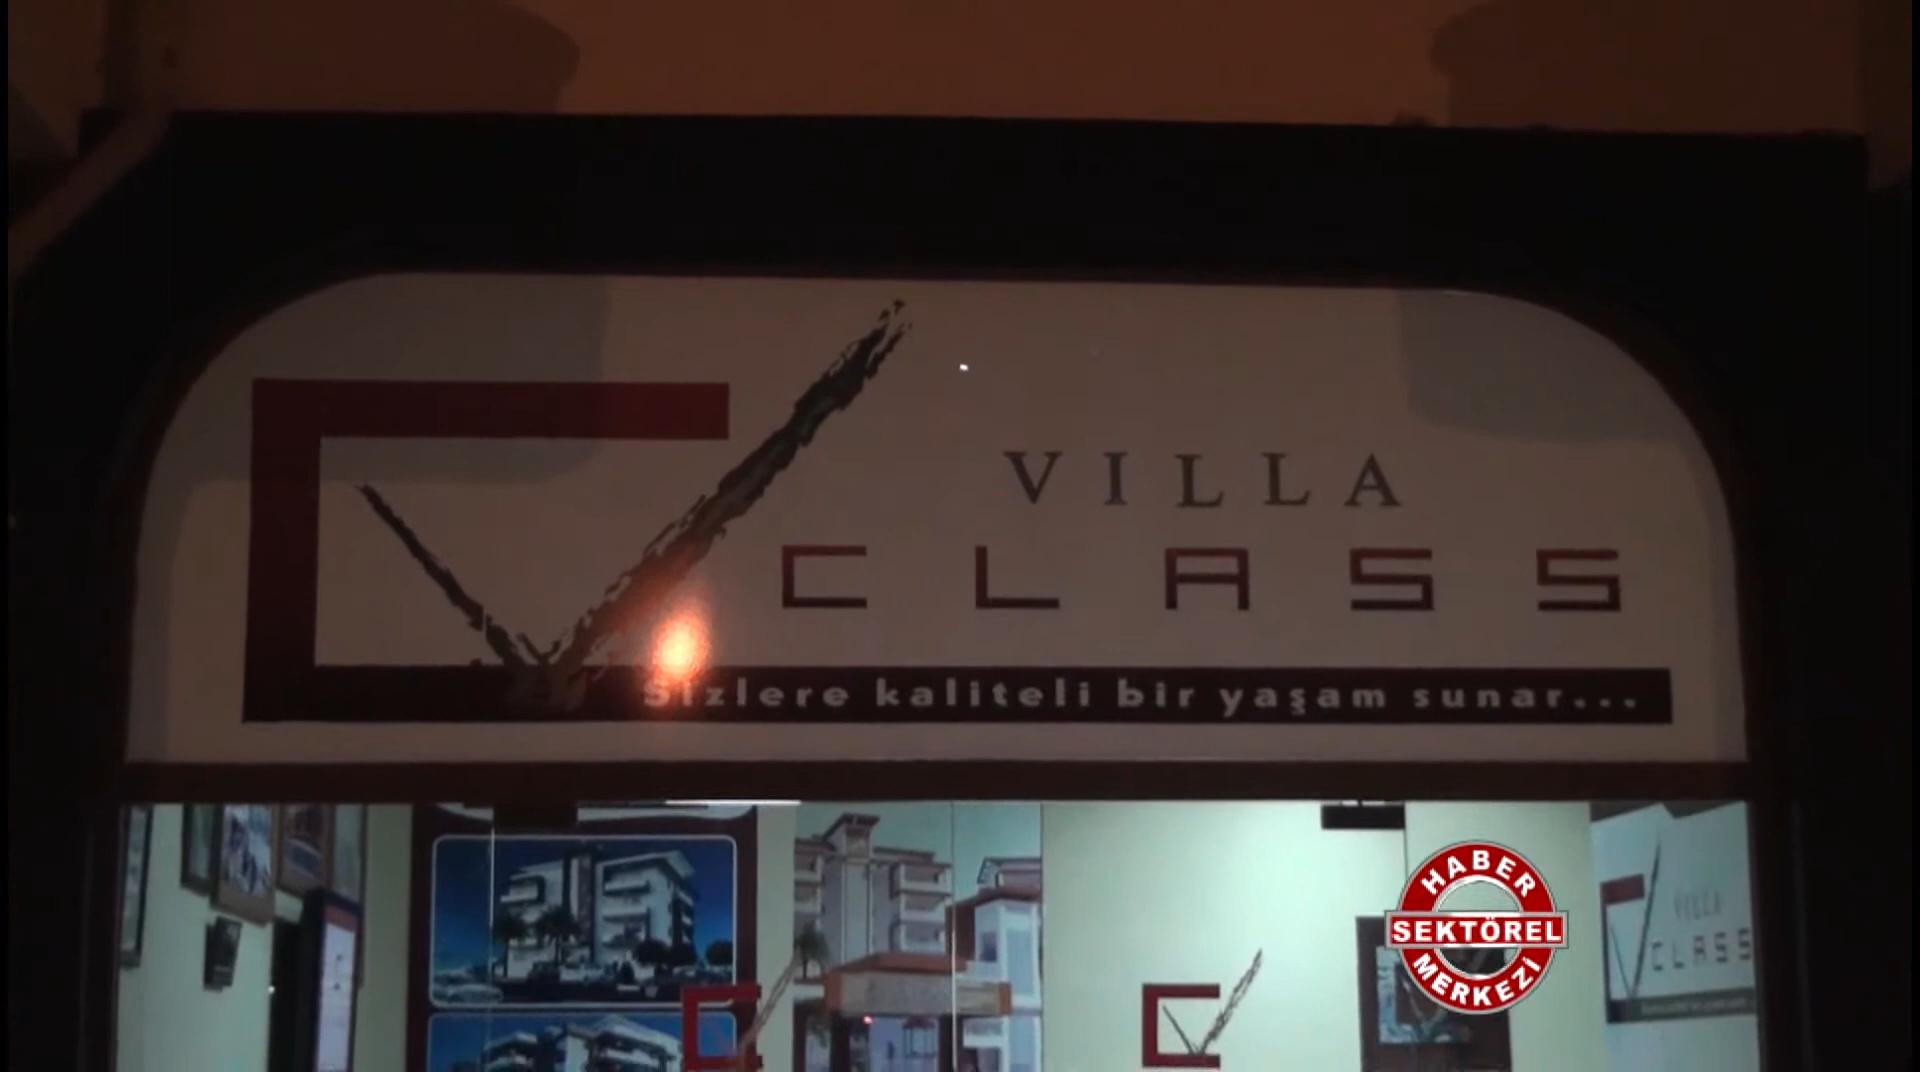 VILLA
CLASS
Sizlere kaliteli bir yaşam sunar...
HABER
SEKTÖREL
MERKEZİ
VILLA
CLASS